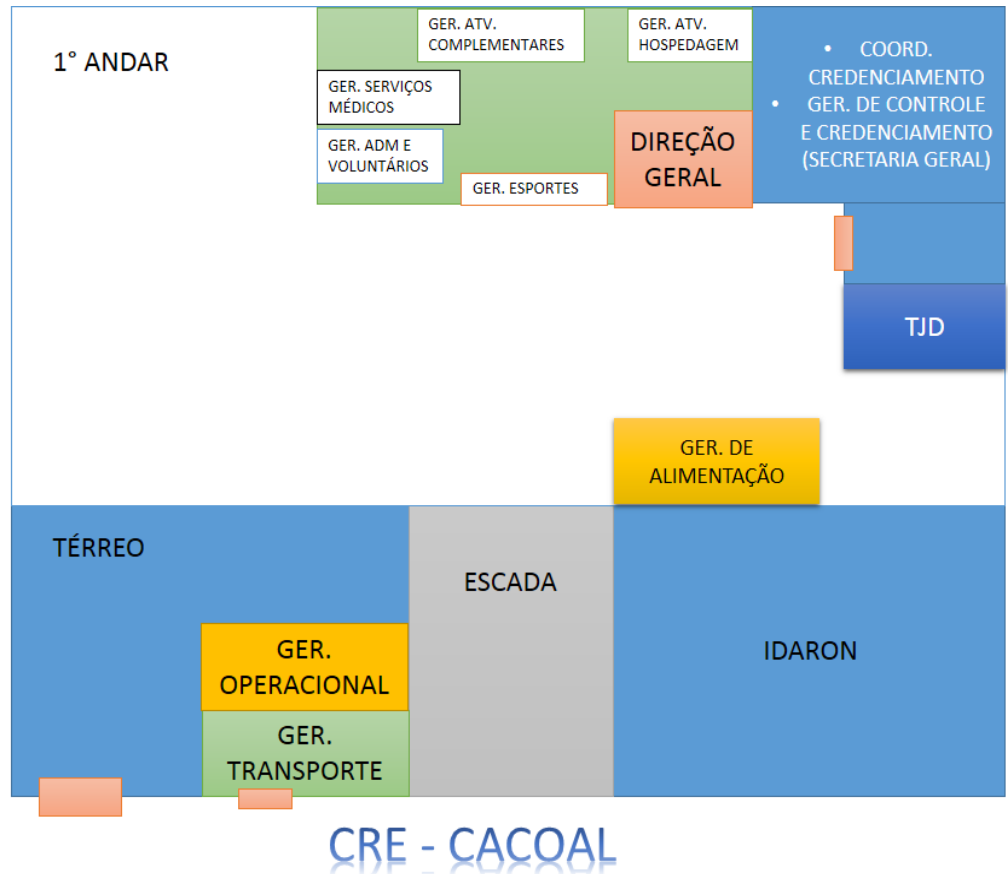 1° ANDAR
GER. ATV.
COMPLEMENTARES
GER. ATV.
HOSPEDAGEM
• COORD.
CREDENCIAMENTO
• GER. DE CONTROLE
E CREDENCIAMENTO
(SECRETARIA GERAL)
GER. SERVIÇOS
MÉDICOS
GER. ADM E
VOLUNTÁRIOS
GER. ESPORTES
DIREÇÃO
GERAL
TJD
GER. DE
ALIMENTAÇÃO
TÉRREO
ESCADA
IDARON
GER.
OPERACIONAL
GER.
TRANSPORTE
CRE - CACOAL